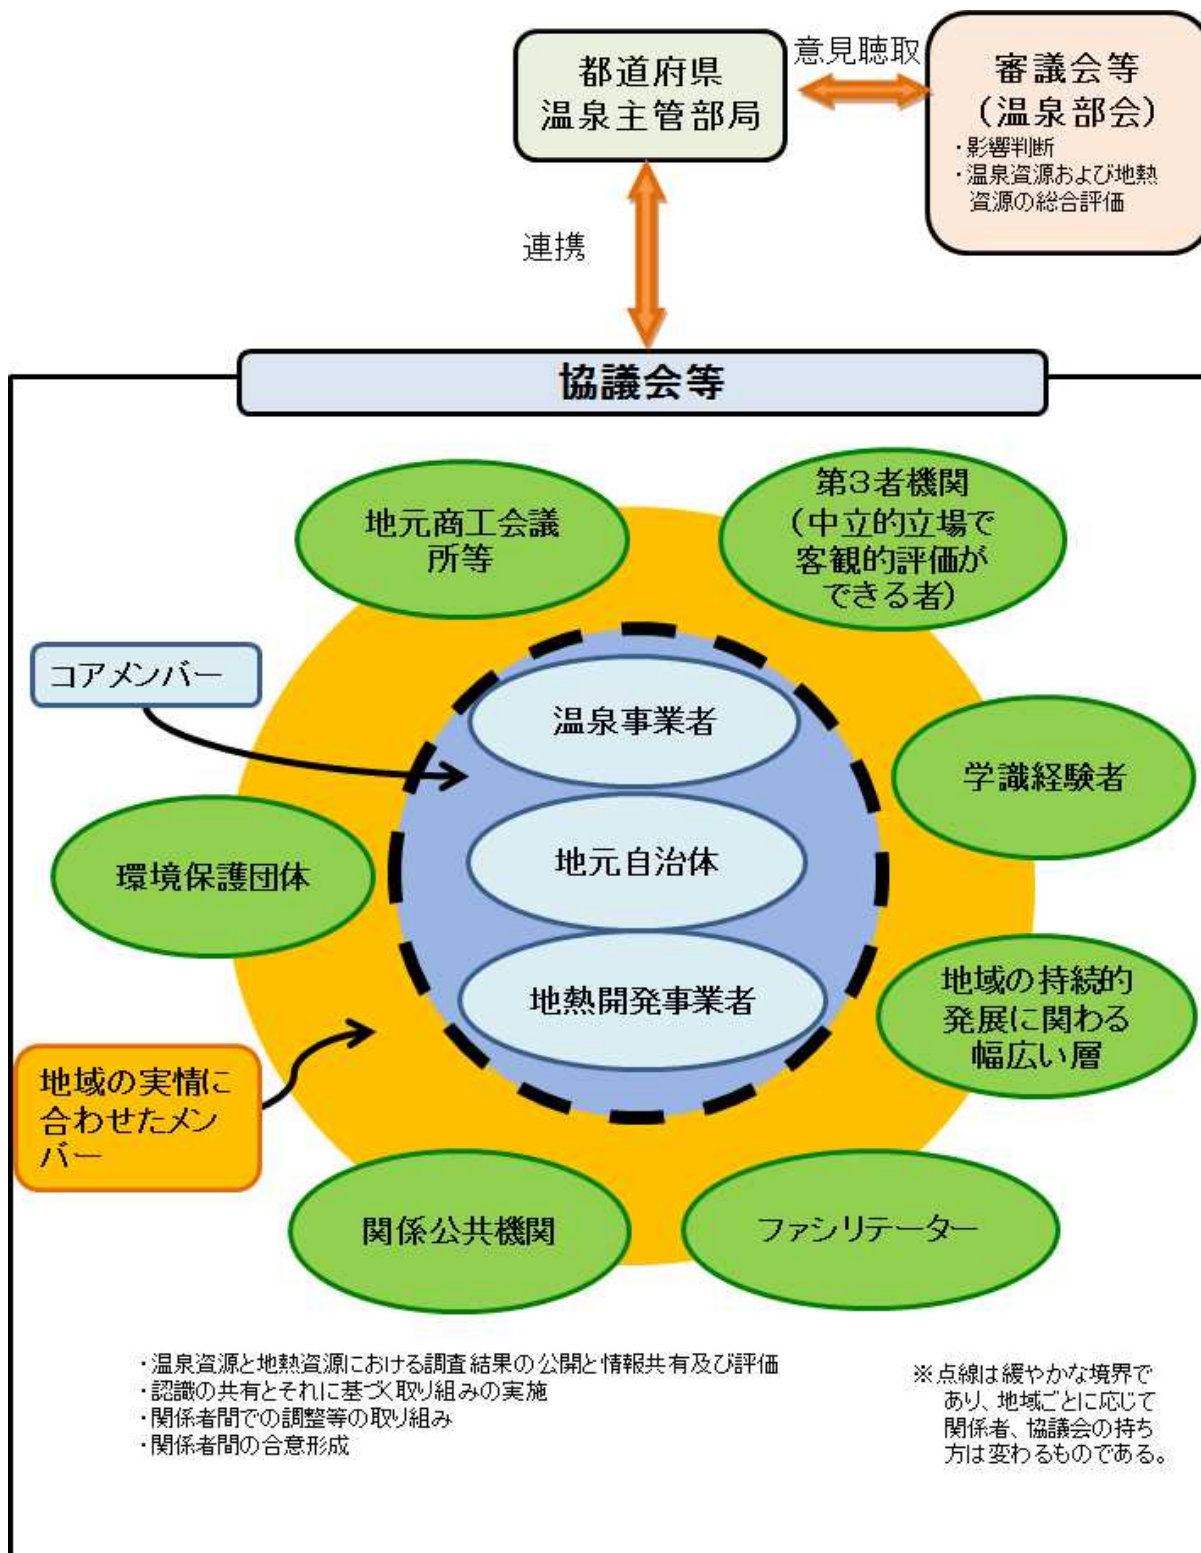 都道府県
温泉主管部局
意見聴取
審議会等
（温泉部会）
・影響判断
・温泉資源および地熱
資源の総合評価
連携
協議会等
地元商工会議
所等
第３者機関
（中立的立場で
客観的評価が
できる者）
コアメンバー
温泉事業者
学識経験者
地元自治体
環境保護団体
地熱開発事業者
地域の持続的
発展に関わる
幅広い層
地域の実情に
合わせたメン
バー
関係公共機関
ファシリテーター
・温泉資源と地熱資源における調査結果の公開と情報共有及び評価
・認識の共有とそれに基づく取り組みの実施
・関係者間での調整等の取り組み
・関係者間の合意形成
※点線は緩やかな境界で
あり、地域ごとに応じて
関係者、協議会の持ち
方は変わるものである。